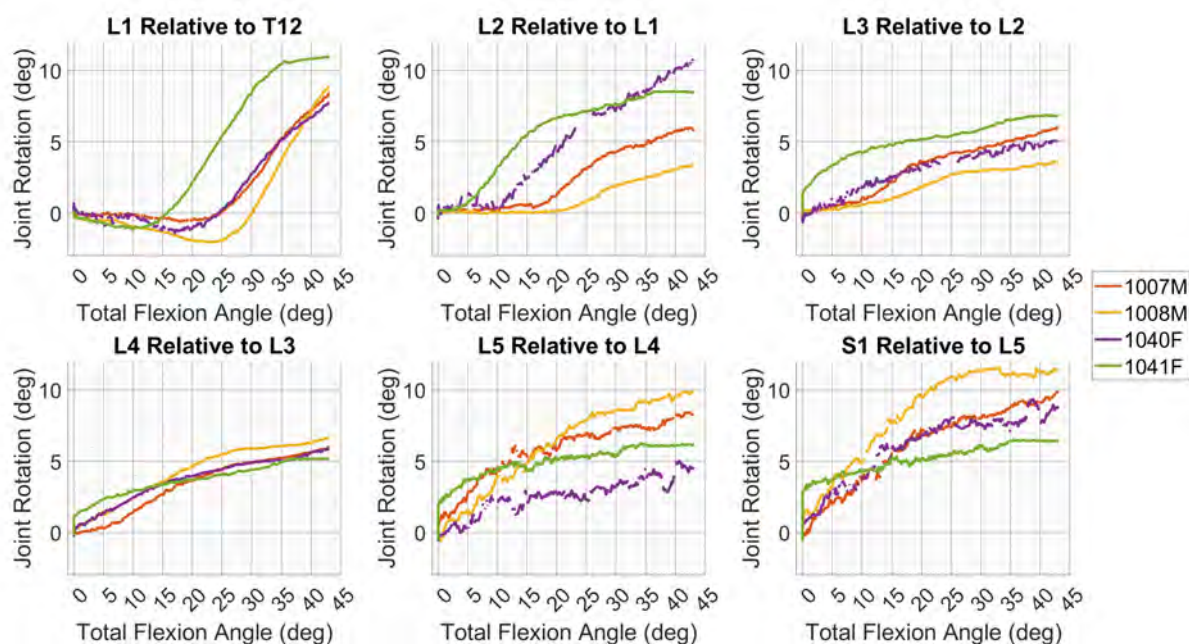 L1 Relative to T12
L2 Relative to L1
L3 Relative to L2
Joint Rotation (deg)
10
5
0
0 5 10 15 20 25 30 35 40 45
Total Flexion Angle (deg)
Joint Rotation (deg)
10
5
0
0 5 10 15 20 25 30 35 40 45
Total Flexion Angle (deg)
Joint Rotation (deg)
10
5
0
0 5 10 15 20 25 30 35 40 45
Total Flexion Angle (deg)
1007M
1008M
1040F
1041F
L4 Relative to L3
L5 Relative to L4
S1 Relative to L5
Joint Rotation (deg)
10
5
0
0 5 10 15 20 25 30 35 40 45
Total Flexion Angle (deg)
Joint Rotation (deg)
10
5
0
0 5 10 15 20 25 30 35 40 45
Total Flexion Angle (deg)
Joint Rotation (deg)
10
5
0
0 5 10 15 20 25 30 35 40 45
Total Flexion Angle (deg)